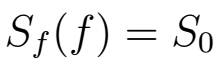 S_f(f) = S_0